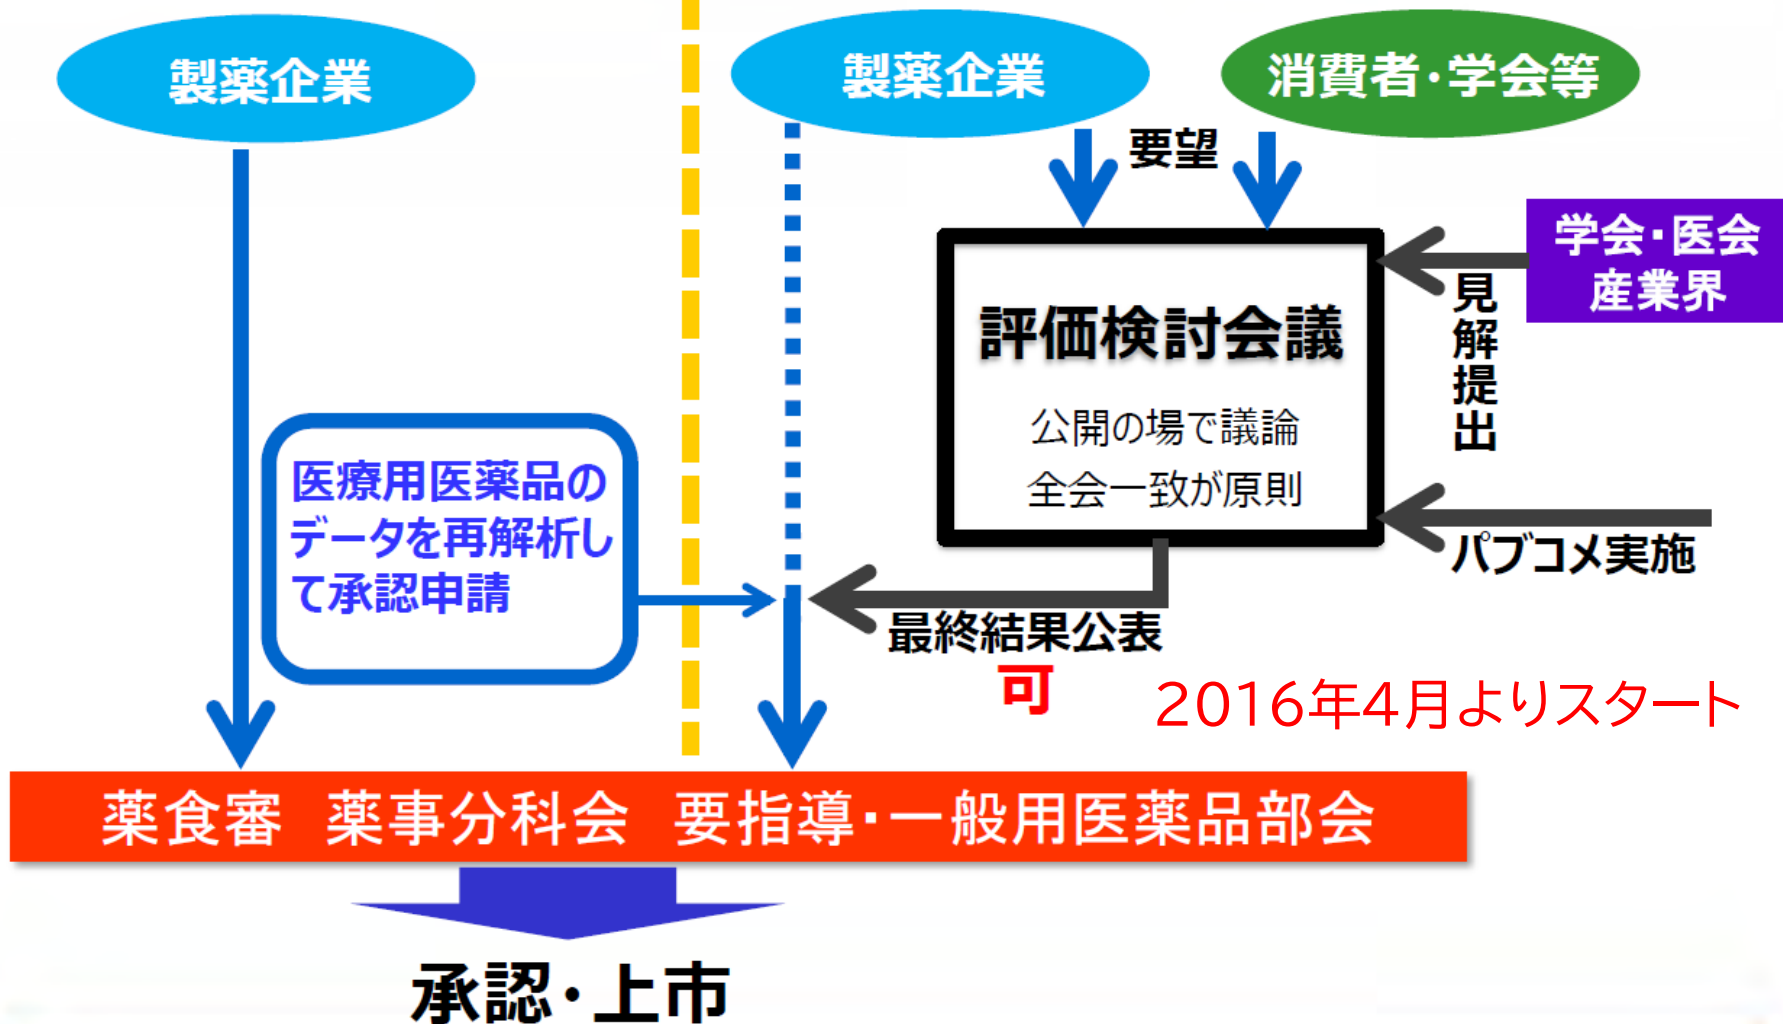 製薬企業
製薬企業
消費者・学会等
要望
学会・医会
産業界
見解提出
評価検討会議
公開の場で議論
全会一致が原則
医療用医薬品の
データを再解析し
て承認申請
パブコメ実施
最終結果公表
可
2016年4月よりスタート
薬食審 薬事分科会 要指導・一般用医薬品部会
承認・上市